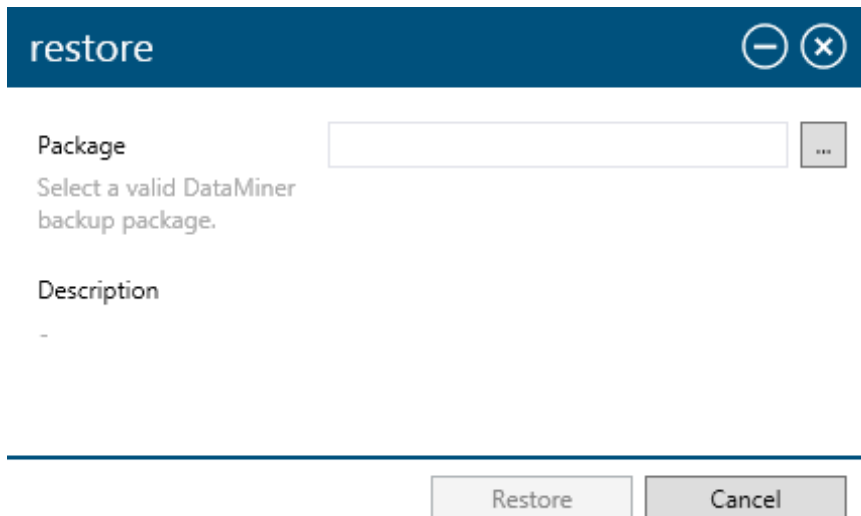 restore
Package
...
Select a valid DataMiner
backup package.
Description
-
Restore
Cancel